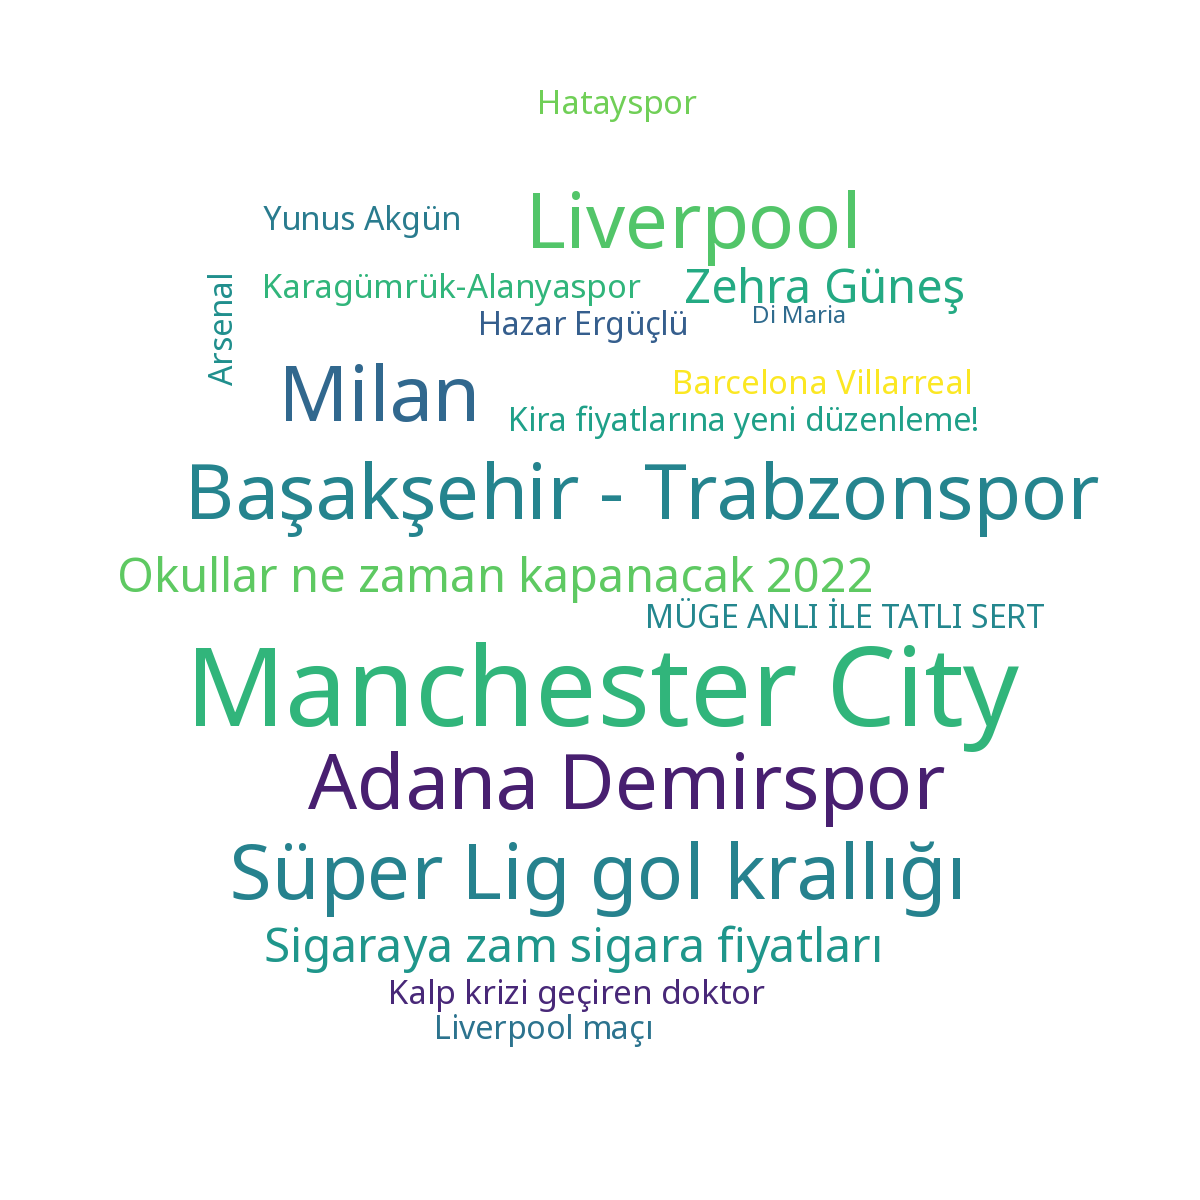 Hatayspor
Yunus Akgün
Liverpool
Karagümrük-Alanyaspor
Zehra Güneş
Arsenal
Hazar Ergüçlü
Di Maria
Milan
Barcelona Villarreal
Kira fiyatlarına yeni düzenleme!
Başakşehir - Trabzonspor
Okullar ne zaman kapanacak 2022
MÜGE ANLI İLE TATLI SERT
Manchester City
Adana Demirspor
Süper Lig gol krallığı
Sigaraya zam sigara fiyatları
Kalp krizi geçiren doktor
Liverpool maçı